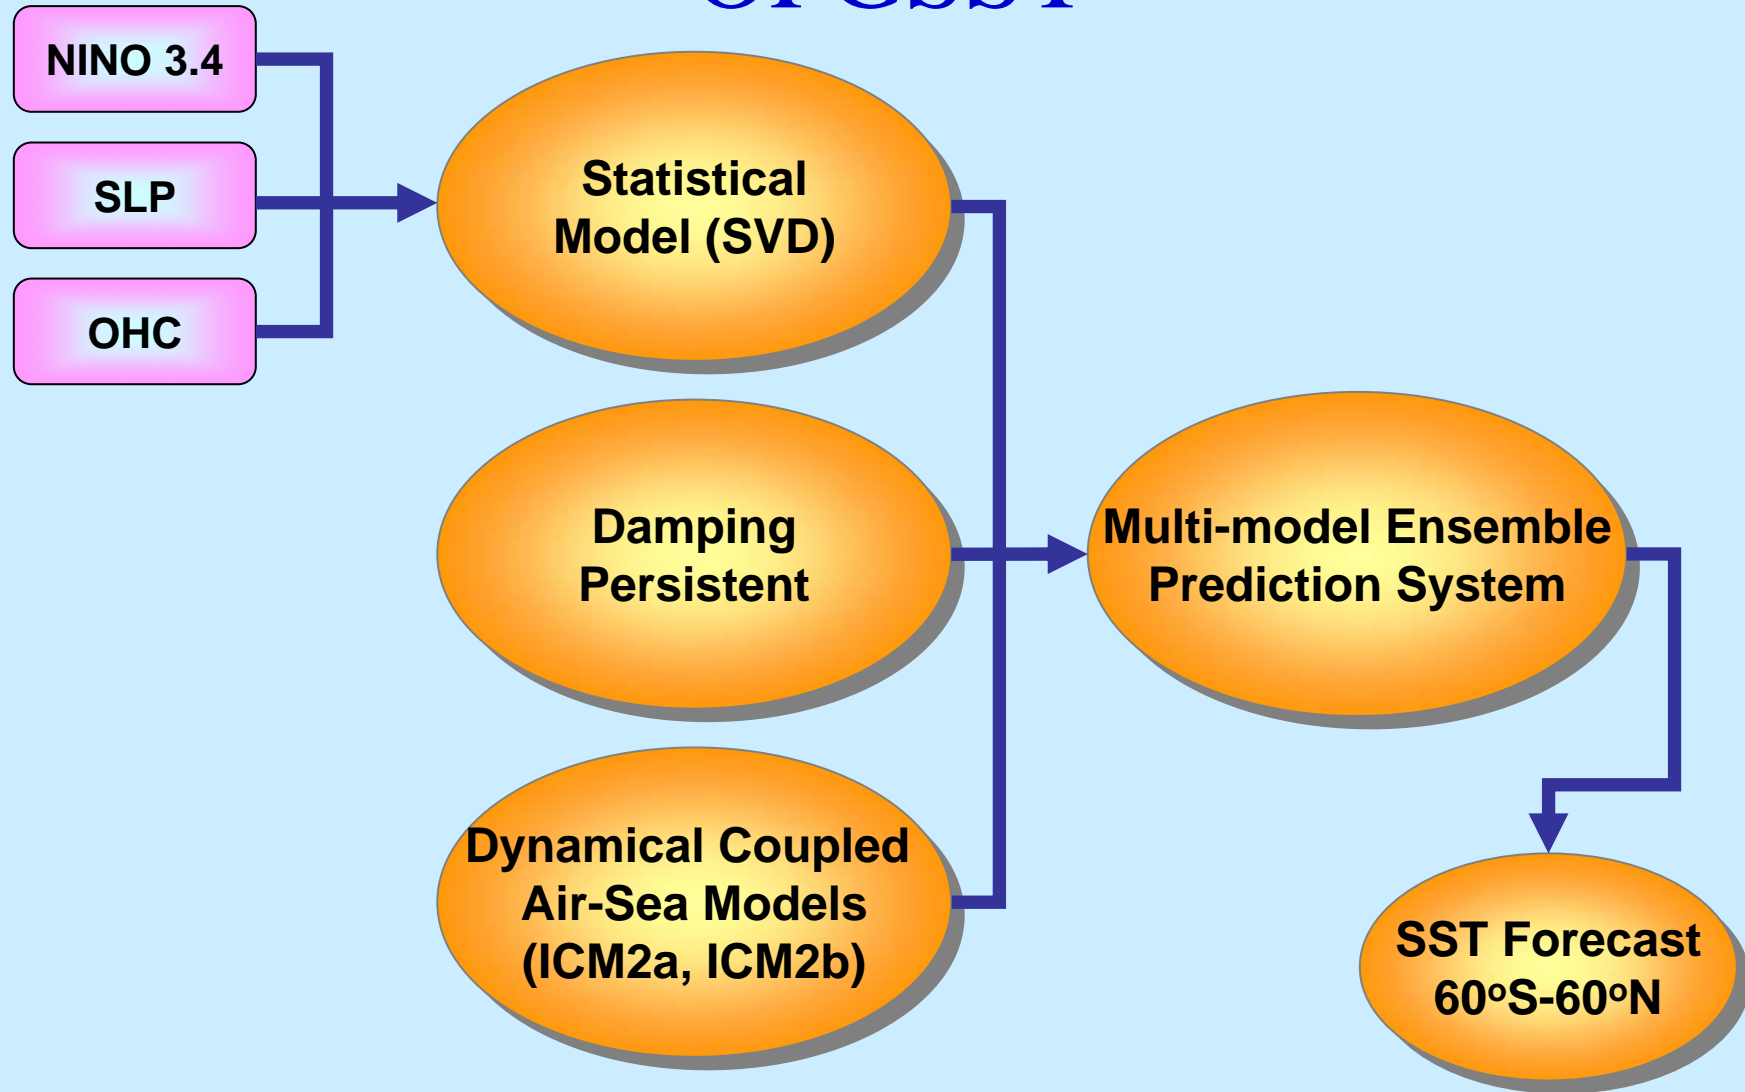 OPGSST
NINO 3.4
SLP
OHC
Statistical
Model (SVD)
Damping
Persistent
Dynamical Coupled
Air-Sea Models
(ICM2a, ICM2b)
Multi-model Ensemble
Prediction System
SST Forecast
60ºS-60ºN